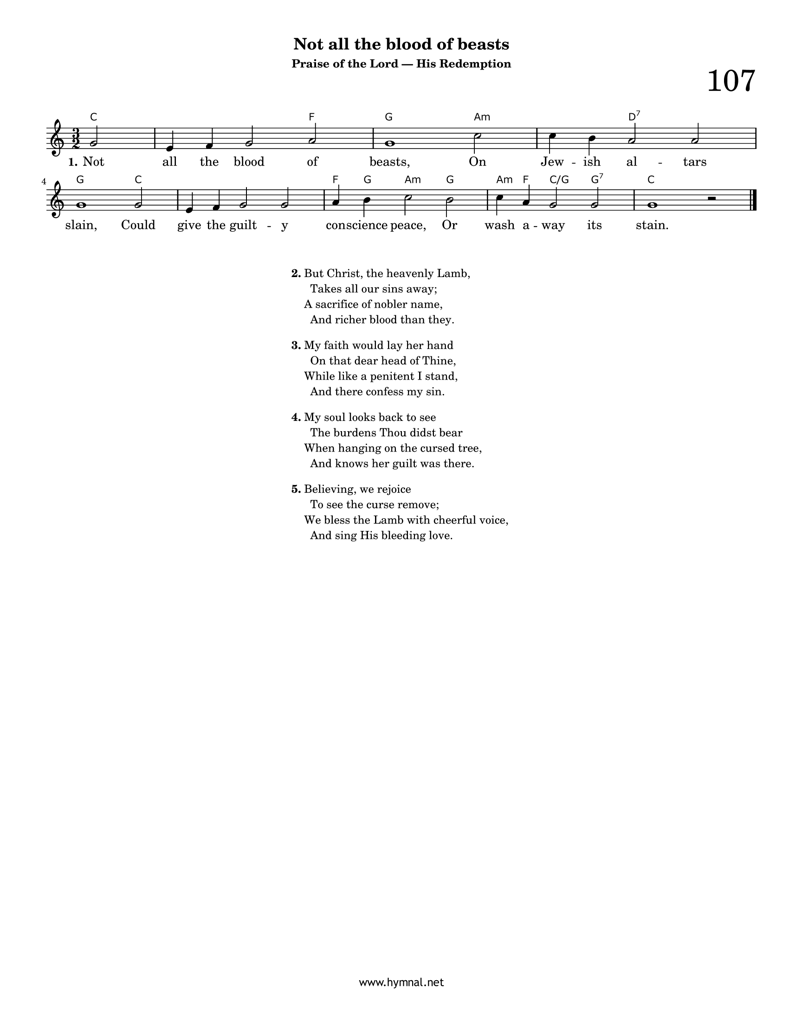 Not all the blood of beasts
Praise of the Lord — His Redemption
107
C F G Am D7
3 2
1. Not all the blood of beasts, On Jew - ish al - tars
4
G C F G Am G Am F C/G G7 C
slain, Could give the guilt - y conscience peace, Or wash a - way its stain.
2. But Christ, the heavenly Lamb,
Takes all our sins away;
A sacrifice of nobler name,
And richer blood than they.
3. My faith would lay her hand
On that dear head of Thine,
While like a penitent I stand,
And there confess my sin.
4. My soul looks back to see
The burdens Thou didst bear
When hanging on the cursed tree,
And knows her guilt was there.
5. Believing, we rejoice
To see the curse remove;
We bless the Lamb with cheerful voice,
And sing His bleeding love.
www.hymnal.net